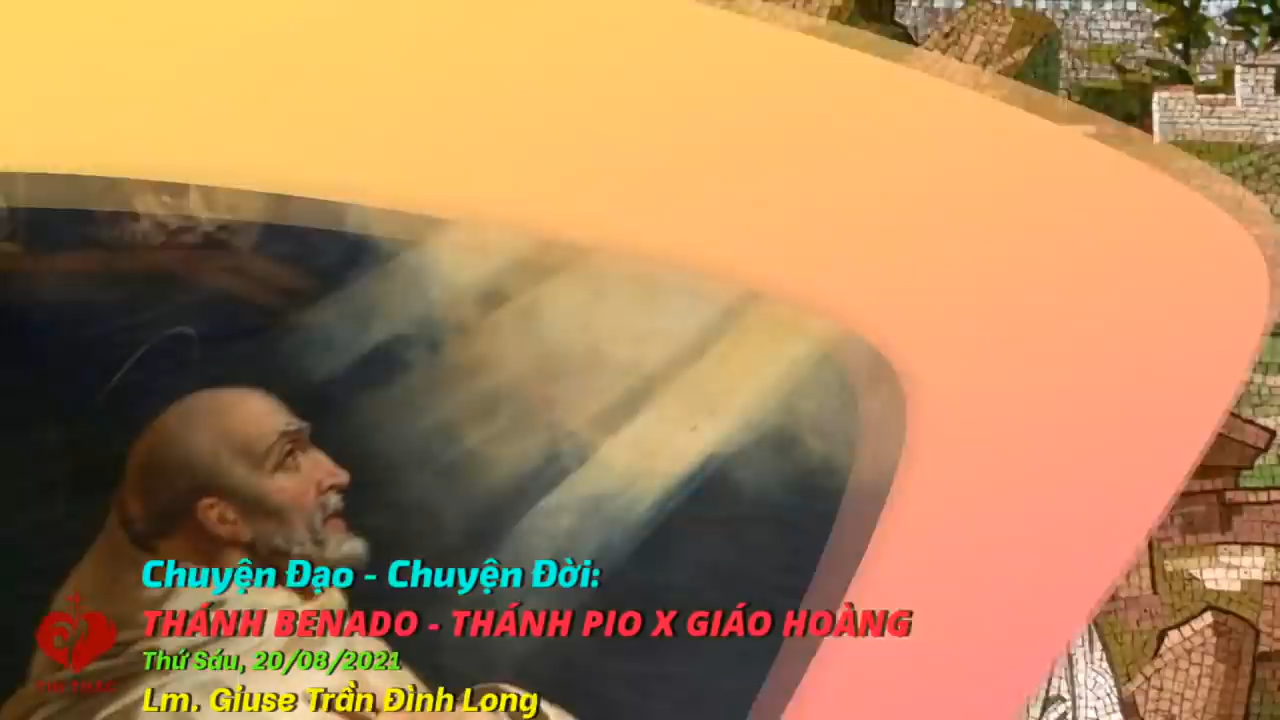 Chuyện Đạo - Chuyện Đời:
THÁNH BENADO - THÁNH PIO X GIÁO HOÀNG
Thứ Sáu, 20/08/2021
Lm. Giuse Trần Đình Long